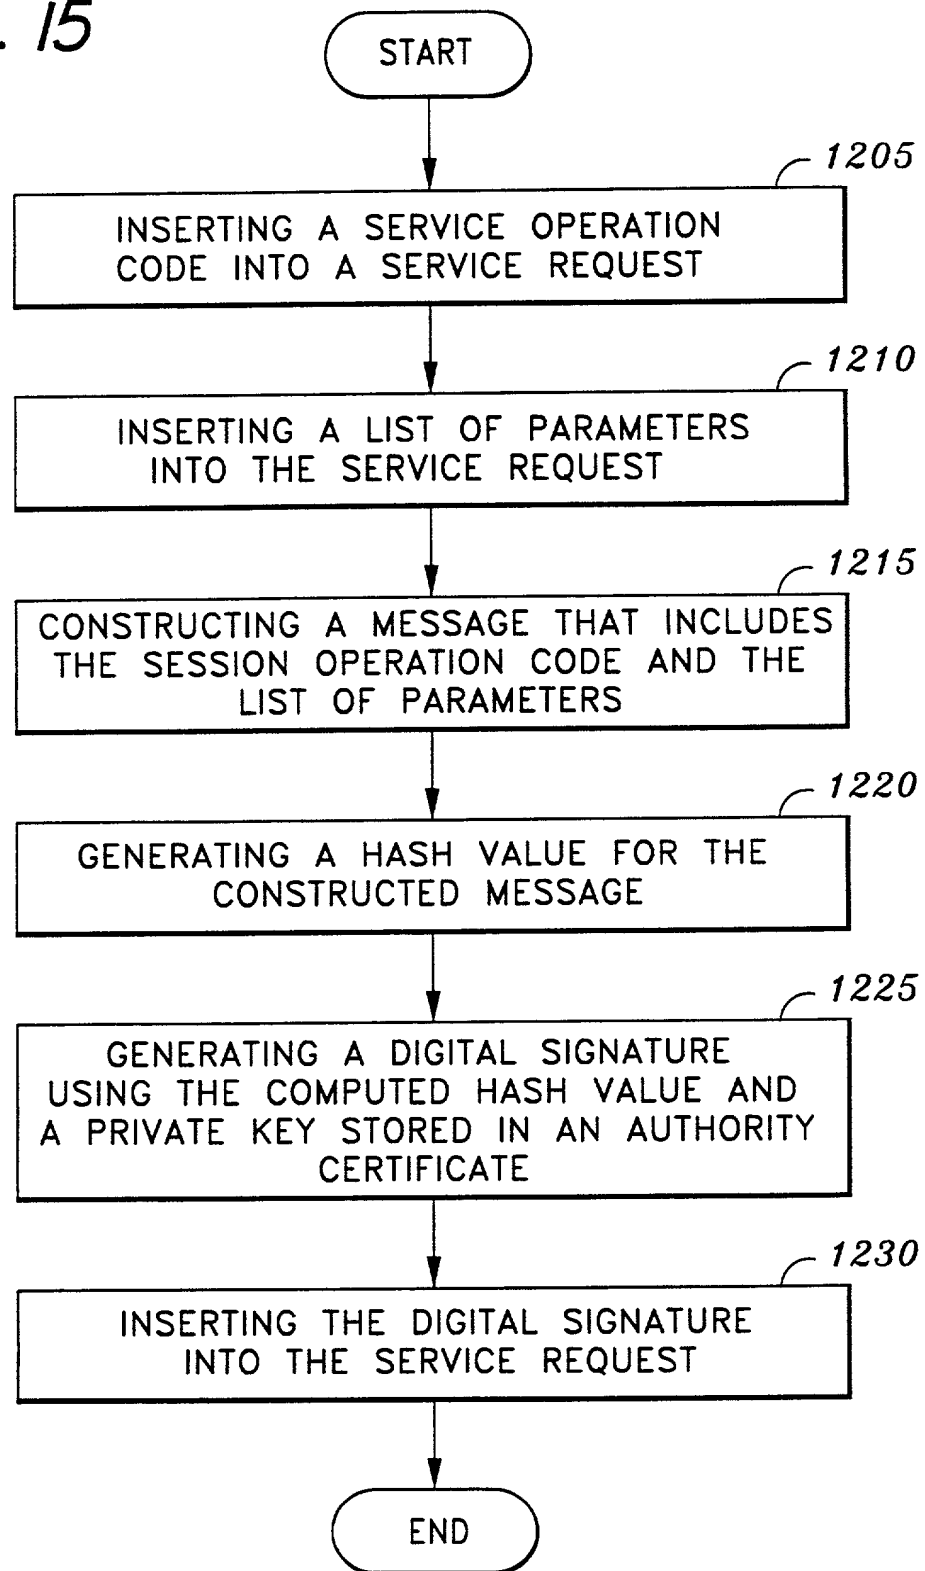 . 15
START
1205
INSERTING A SERVICE OPERATION
CODE INTO A SERVICE REQUEST
1210
INSERTING A LIST OF PARAMETERS
INTO THE SERVICE REQUEST
1215
CONSTRUCTING A MESSAGE THAT INCLUDES
THE SESSION OPERATION CODE AND THE
LIST OF PARAMETERS
1220
GENERATING A HASH VALUE FOR THE
CONSTRUCTED MESSAGE
1225
GENERATING A DIGITAL SIGNATURE
USING THE COMPUTED HASH VALUE AND
A PRIVATE KEY STORED IN AN AUTHORITY
CERTIFICATE
1230
INSERTING THE DIGITAL SIGNATURE
INTO THE SERVICE REQUEST
END